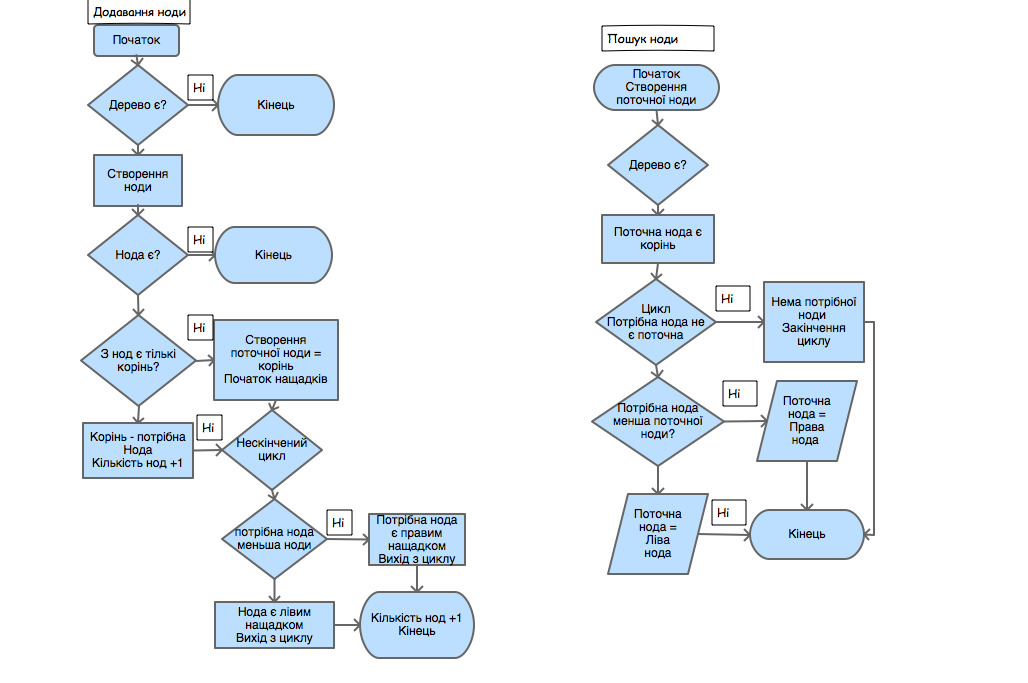 Додавання ноди
Початок
Дерево є?
Ні
Кінець
Створення
ноди
Нода є?
Ні
Кінець
З нод є тількі
корінь?
Ні
Створення
поточної ноди =
корінь
Початок нащадків
Корінь - потрібна
Нода
Кількість нод +1
Ні
Нескінчений
цикл
потрібна нода
меньша ноди
Ні
Потрібна нода
є правим
нащадком
Вихід з циклу
Нода є лівим
нащадком
Вихід з циклу
Кількість нод +1
Кінець
Пошук ноди
Початок
Створення
поточної ноди
Дерево є?
Поточна нода є
корінь
Цикл
Потрібна нода не
є поточна
Ні
Нема потрібної
ноди
Закінчення
циклу
Потрібна нода
менша поточної
ноди?
Ні
Поточна
нода =
Права
нода
Поточна
нода =
Ліва
нода
Ні
Кінець